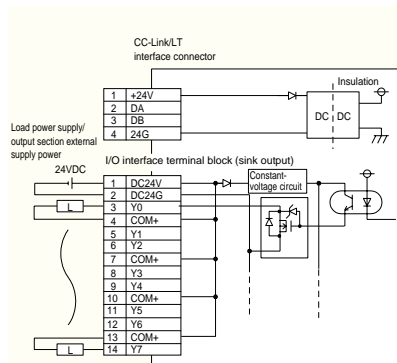 CC-Link/LT
interface connector
1 +24V
2 DA
3 DB
4 24G
Insulation
DC DC
Load power supply/
output section external
supply power
24VDC
I/O interface terminal block (sink output)
1 DC24V
2 DC24G
3 Y0
4 COM+
5 Y1
6 Y2
7 COM+
8 Y3
9 Y4
10 COM+
11 Y5
12 Y6
13 COM+
14 Y7
L
L
Constant-
voltage circuit